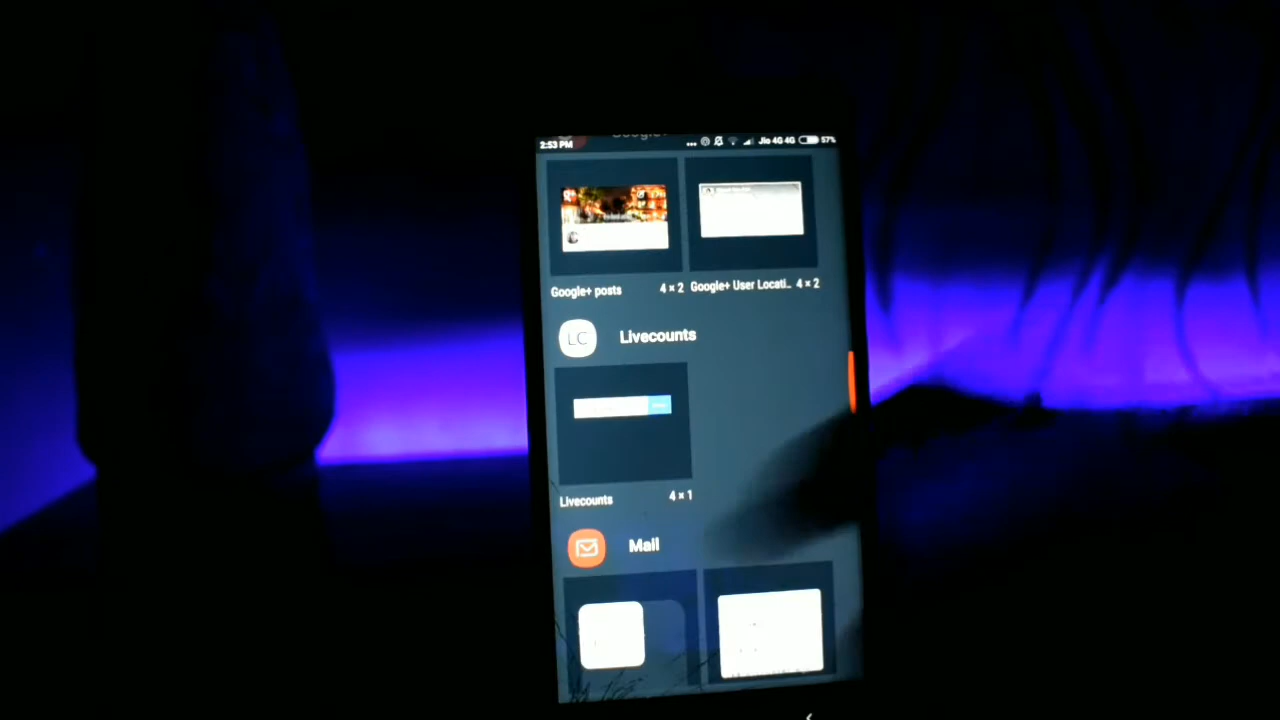 2:53 PM ... Jio 4G 4G 57%
Google+ posts 4 × 2 Google+ User Locati.. 4 × 2
LC Livecounts
Livecounts 4 × 1
Mail